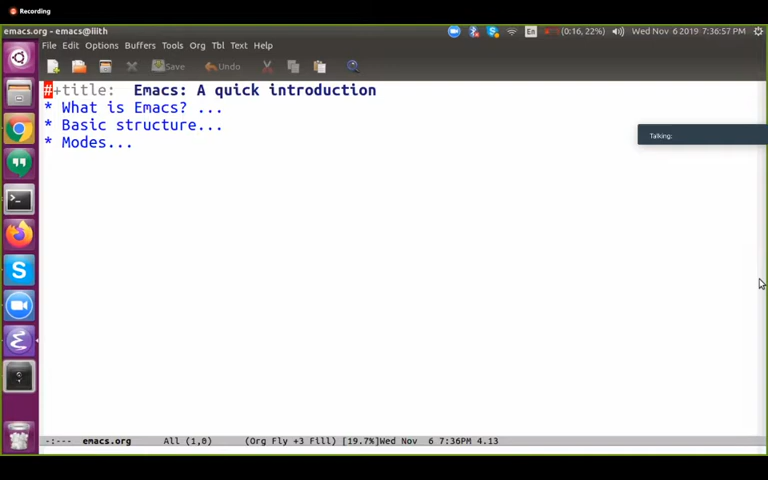 Recording
emacs.org - emacs@iiith
En
(0:16, 22%)
Wed Nov 6 2019 7:36:57 PM
File Edit Options Buffers Tools Org Tbl Text Help
Save
Undo
#+title: Emacs: A quick introduction
* What is Emacs? ...
* Basic structure...
* Modes...
Talking:
-:--- emacs.org All (1,0) (Org Fly +3 Fill) [19.7%]Wed Nov 6 7:36PM 4.13